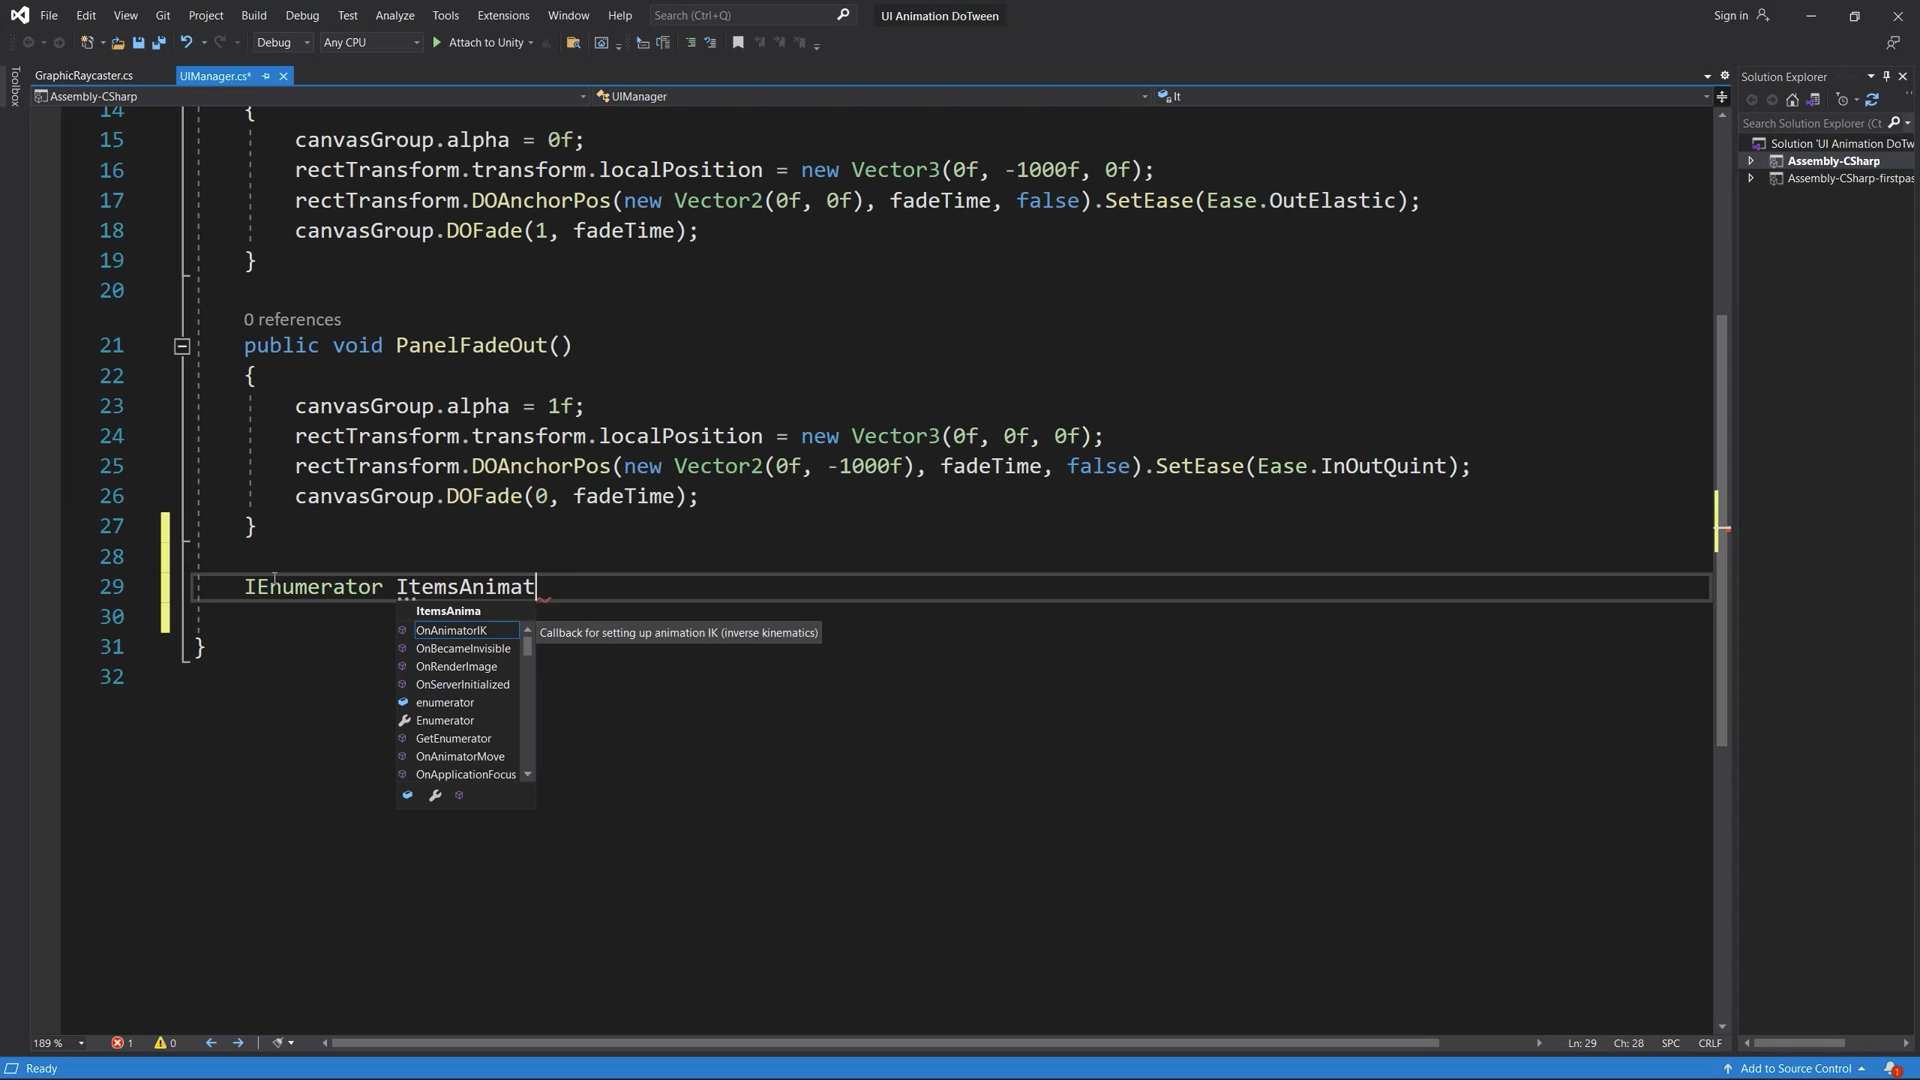 File Edit View Git Project Build Debug Test Analyze Tools Extensions Window Help Search (Ctrl+Q) UI Animation DoTween Sign in
Debug Any CPU Attach to Unity
Toolbox
GraphicRaycaster.cs UIManager.cs*
Assembly-CSharp UIManager It
14 {
15 canvasGroup.alpha = 0f;
16 rectTransform.transform.localPosition = new Vector3(0f, -1000f, 0f);
17 rectTransform.DOAnchorPos(new Vector2(0f, 0f), fadeTime, false).SetEase(Ease.OutElastic);
18 canvasGroup.DOFade(1, fadeTime);
19 }
20
0 references
21 public void PanelFadeOut()
22 {
23 canvasGroup.alpha = 1f;
24 rectTransform.transform.localPosition = new Vector3(0f, 0f, 0f);
25 rectTransform.DOAnchorPos(new Vector2(0f, -1000f), fadeTime, false).SetEase(Ease.InOutQuint);
26 canvasGroup.DOFade(0, fadeTime);
27 }
28
29 IEnumerator ItemsAnimat
30
31 }
32
ItemsAnima
OnAnimatorIK
OnBecameInvisible
OnRenderImage
OnServerInitialized
enumerator
Enumerator
GetEnumerator
OnAnimatorMove
OnApplicationFocus
Callback for setting up animation IK (inverse kinematics)
Solution Explorer
Search Solution Explorer (Ct
Solution 'UI Animation DoTw
Assembly-CSharp
Assembly-CSharp-firstpas
189 % 1 0 Ln: 29 Ch: 28 SPC CRLF
Ready Add to Source Control 1